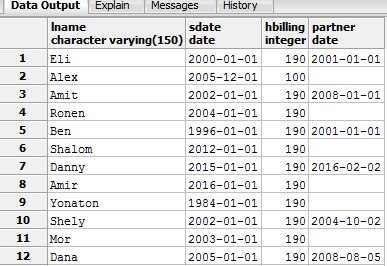 Data Output Explain Messages History
lname sdate hbilling partner
character varying(150) date integer date
1 Eli 2000-01-01 190 2001-01-01
2 Alex 2005-12-01 100
3 Amit 2002-01-01 190 2008-01-01
4 Ronen 2004-01-01 190
5 Ben 1996-01-01 190 2001-01-01
6 Shalom 2012-01-01 190
7 Danny 2015-01-01 190 2016-02-02
8 Amir 2016-01-01 190
9 Yonaton 1984-01-01 190
10 Shely 2002-01-01 190 2004-10-02
11 Mor 2003-01-01 190
12 Dana 2005-01-01 190 2008-08-05